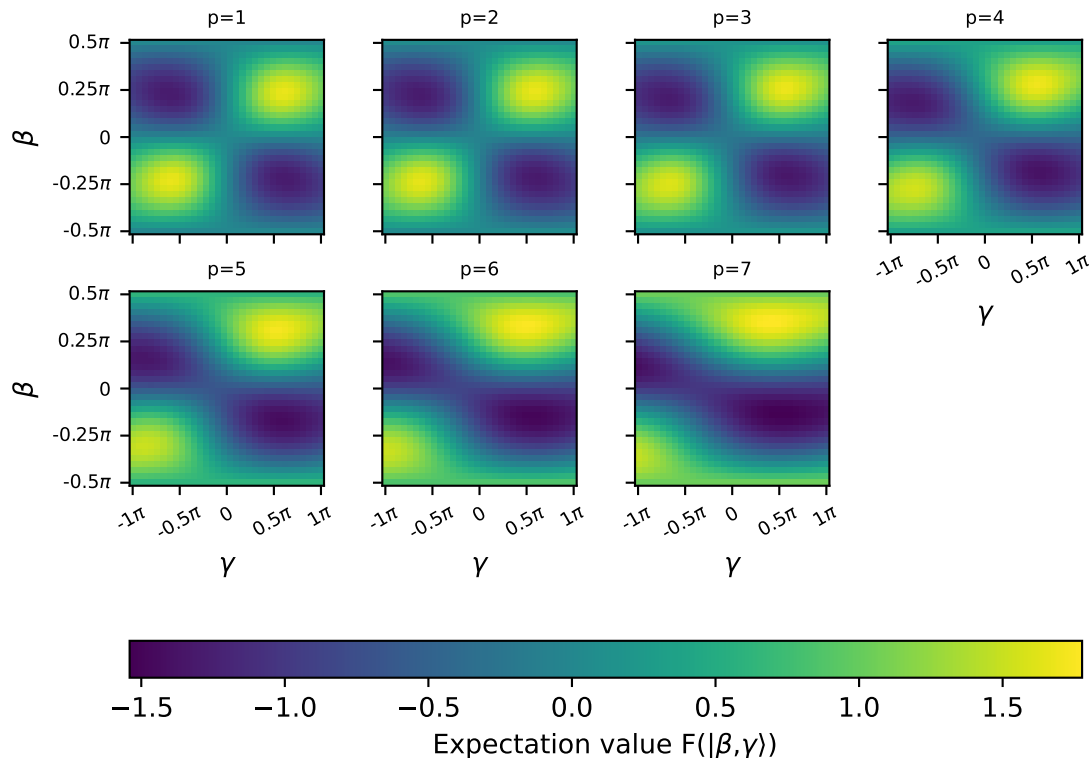 p=1 p=2 p=3 p=4
0.5π
0.25π
0
-0.25π
-0.5π
β
-1π -0.5π 0 0.5π 1π
γ
p=5 p=6 p=7
0.5π
0.25π
0
-0.25π
-0.5π
β
-1π -0.5π 0 0.5π 1π -1π -0.5π 0 0.5π 1π -1π -0.5π 0 0.5π 1π
γ γ γ
−1.5 −1.0 −0.5 0.0 0.5 1.0 1.5
Expectation value F(|β,γ⟩)